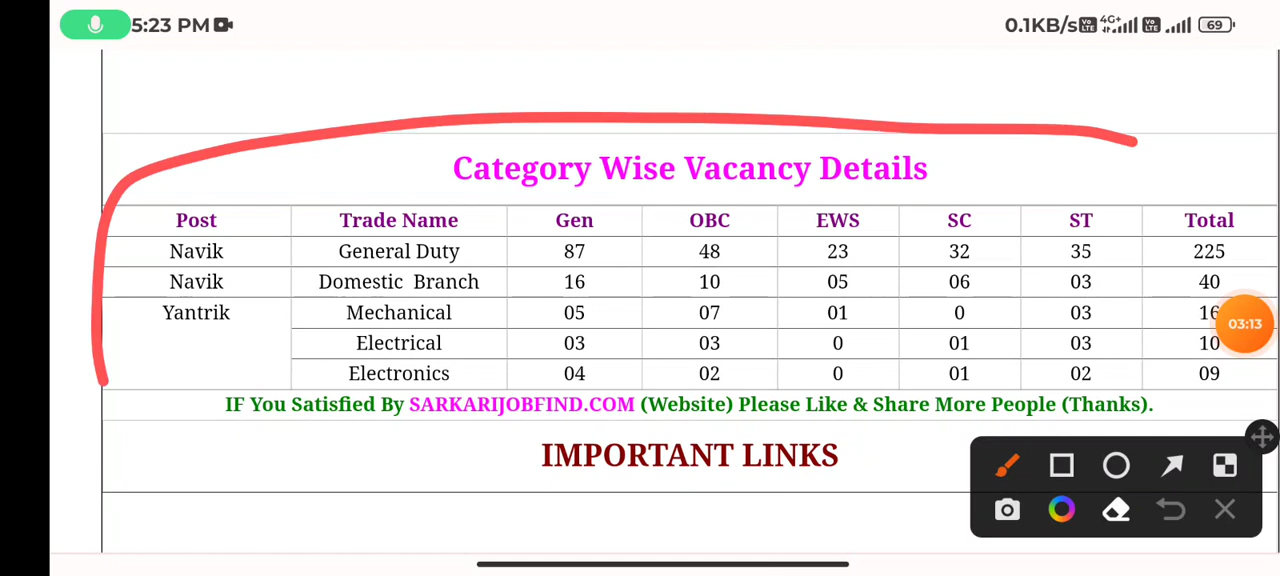 5:23 PM 0.1KB/s Vo LTE 4G+ Vo LTE 69
Category Wise Vacancy Details
Post Trade Name Gen OBC EWS SC ST Total
Navik General Duty 87 48 23 32 35 225
Navik Domestic Branch 16 10 05 06 03 40
Yantrik Mechanical 05 07 01 0 03 16
03:13
Electrical 03 03 0 01 03 10
Electronics 04 02 0 01 02 09
IF You Satisfied By SARKARIJOBFIND.COM (Website) Please Like & Share More People (Thanks).
IMPORTANT LINKS